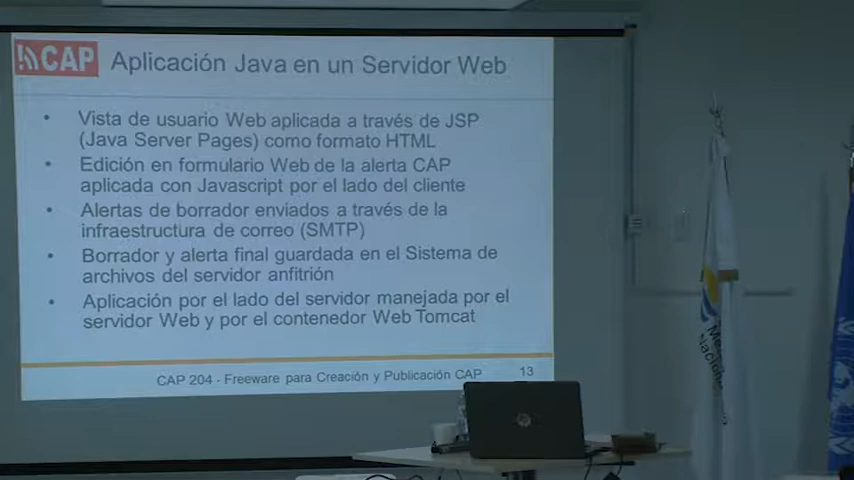 CAP
Aplicación Java en un Servidor Web
• Vista de usuario Web aplicada a través de JSP
(Java Server Pages) como formato HTML
• Edición en formulario Web de la alerta CAP
aplicada con Javascript por el lado del cliente
• Alertas de borrador enviados a través de la
infraestructura de correo (SMTP)
• Borrador y alerta final guardada en el Sistema de
archivos del servidor anfitrión
• Aplicación por el lado del servidor manejada por el
servidor Web y por el contenedor Web Tomcat
CAP 204 - Freeware para Creación y Publicación CAP
13